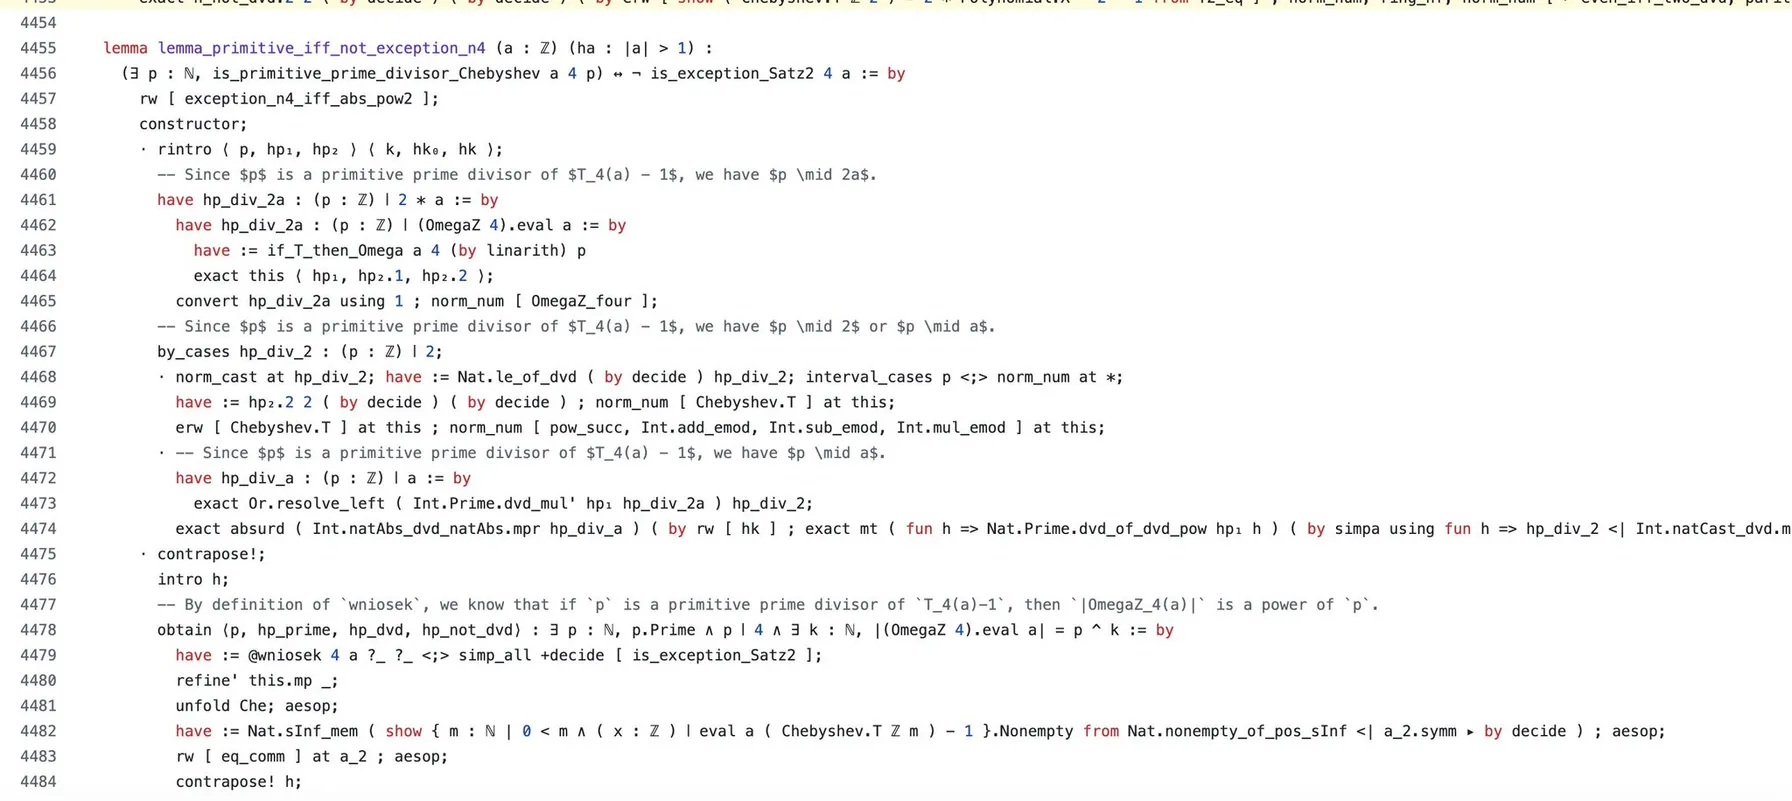 4454
4455 lemma lemma_primitive_iff_not_exception_n4 (a : ℤ) (ha : |a| > 1) :
4456 (∃ p : ℕ, is_primitive_prime_divisor_Chebyshev a 4 p) ↔ ¬ is_exception_Satz2 4 a := by
4457 rw [ exception_n4_iff_abs_pow2 ];
4458 constructor;
4459 · rintro ⟨ p, hp₁, hp₂ ⟩ ⟨ k, hk₀, hk ⟩;
4460 -- Since $p$ is a primitive prime divisor of $T_4(a) - 1$, we have $p \mid 2a$.
4461 have hp_div_2a : (p : ℤ) ∣ 2 * a := by
4462 have hp_div_2a : (p : ℤ) ∣ (OmegaZ 4).eval a := by
4463 have := if_T_then_Omega a 4 (by linarith) p
4464 exact this ⟨ hp₁, hp₂.1, hp₂.2 ⟩;
4465 convert hp_div_2a using 1 ; norm_num [ OmegaZ_four ];
4466 -- Since $p$ is a primitive prime divisor of $T_4(a) - 1$, we have $p \mid 2$ or $p \mid a$.
4467 by_cases hp_div_2 : (p : ℤ) ∣ 2;
4468 · norm_cast at hp_div_2; have := Nat.le_of_dvd ( by decide ) hp_div_2; interval_cases p <;> norm_num at *;
4469 have := hp₂.2 2 ( by decide ) ( by decide ) ; norm_num [ Chebyshev.T ] at this;
4470 erw [ Chebyshev.T ] at this ; norm_num [ pow_succ, Int.add_emod, Int.sub_emod, Int.mul_emod ] at this;
4471 · -- Since $p$ is a primitive prime divisor of $T_4(a) - 1$, we have $p \mid a$.
4472 have hp_div_a : (p : ℤ) ∣ a := by
4473 exact Or.resolve_left ( Int.Prime.dvd_mul' hp₁ hp_div_2a ) hp_div_2;
4474 exact absurd ( Int.natAbs_dvd_natAbs.mpr hp_div_a ) ( by rw [ hk ] ; exact mt ( fun h => Nat.Prime.dvd_of_dvd_pow hp₁ h ) ( by simpa using fun h => hp_div_2 <| Int.natCast_dvd.m
4475 · contrapose!;
4476 intro h;
4477 -- By definition of `wniosek`, we know that if `p` is a primitive prime divisor of `T_4(a)-1`, then `|OmegaZ_4(a)|` is a power of `p`.
4478 obtain ⟨p, hp_prime, hp_dvd, hp_not_dvd⟩ : ∃ p : ℕ, p.Prime ∧ p ∣ 4 ∧ ∃ k : ℕ, |(OmegaZ 4).eval a| = p ^ k := by
4479 have := @wniosek 4 a ?_ ?_ <;> simp_all +decide [ is_exception_Satz2 ];
4480 refine' this.mp _;
4481 unfold Che; aesop;
4482 have := Nat.sInf_mem ( show { m : ℕ | 0 < m ∧ ( x : ℤ ) ∣ eval a ( Chebyshev.T ℤ m ) - 1 }.Nonempty from Nat.nonempty_of_pos_sInf <| a_2.symm ▸ by decide ) ; aesop;
4483 rw [ eq_comm ] at a_2 ; aesop;
4484 contrapose! h;